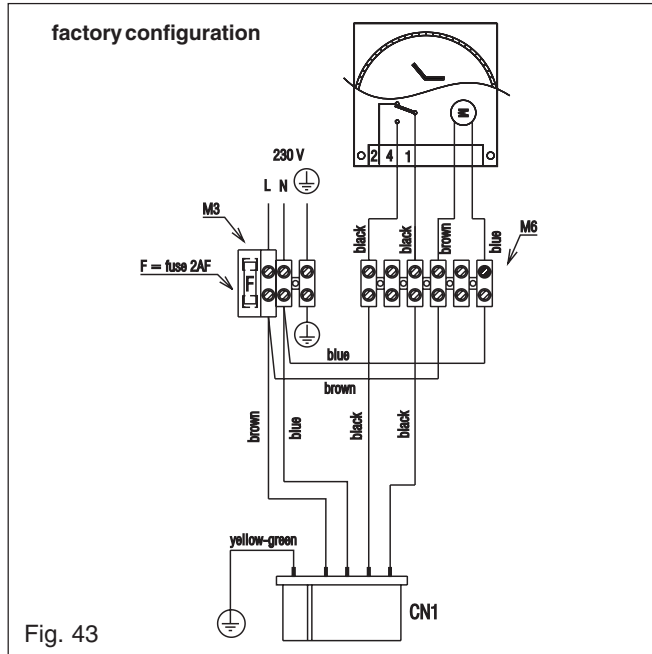 factory configuration
M
2 4 1
230 V
L N
M3
F = fuse 2AF
F
black
black
brown
blue
M6
blue
brown
brown
blue
black
black
yellow-green
CN1
Fig. 43